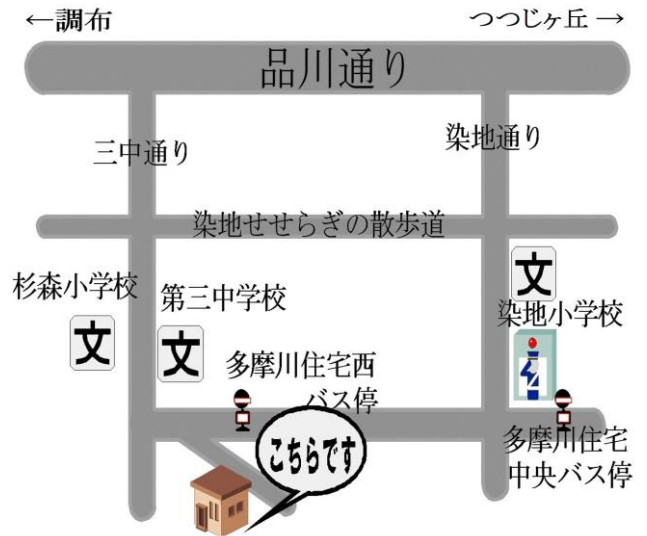 ←調布
つつじヶ丘→
品川通り
三中通り
染地通り
染地せせらぎの散歩道
杉森小学校
第三中学校
文
染地小学校
文
文
多摩川住宅西
バス停
こちらです
多摩川住宅
中央バス停